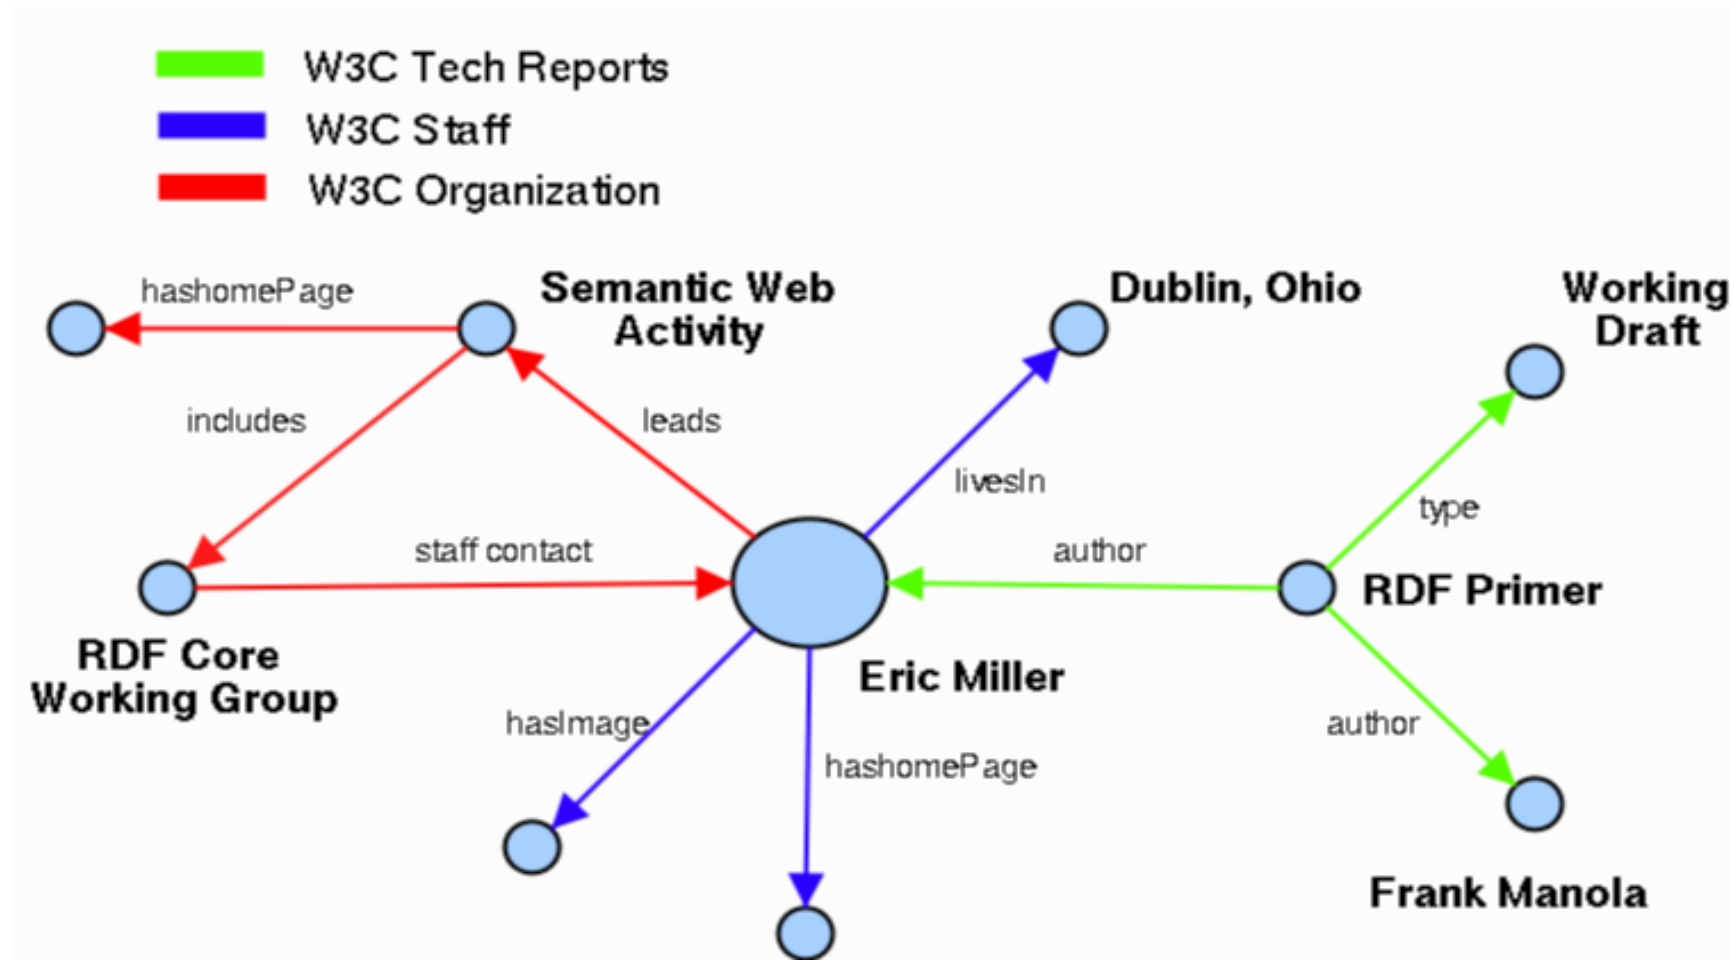 W3C Tech Reports
W3C Staff
W3C Organization
hashomePage
Semantic Web
Activity
Dublin, Ohio
Working
Draft
includes
leads
livesIn
type
staff contact
author
RDF Primer
RDF Core
Working Group
Eric Miller
hasImage
hashomePage
author
Frank Manola